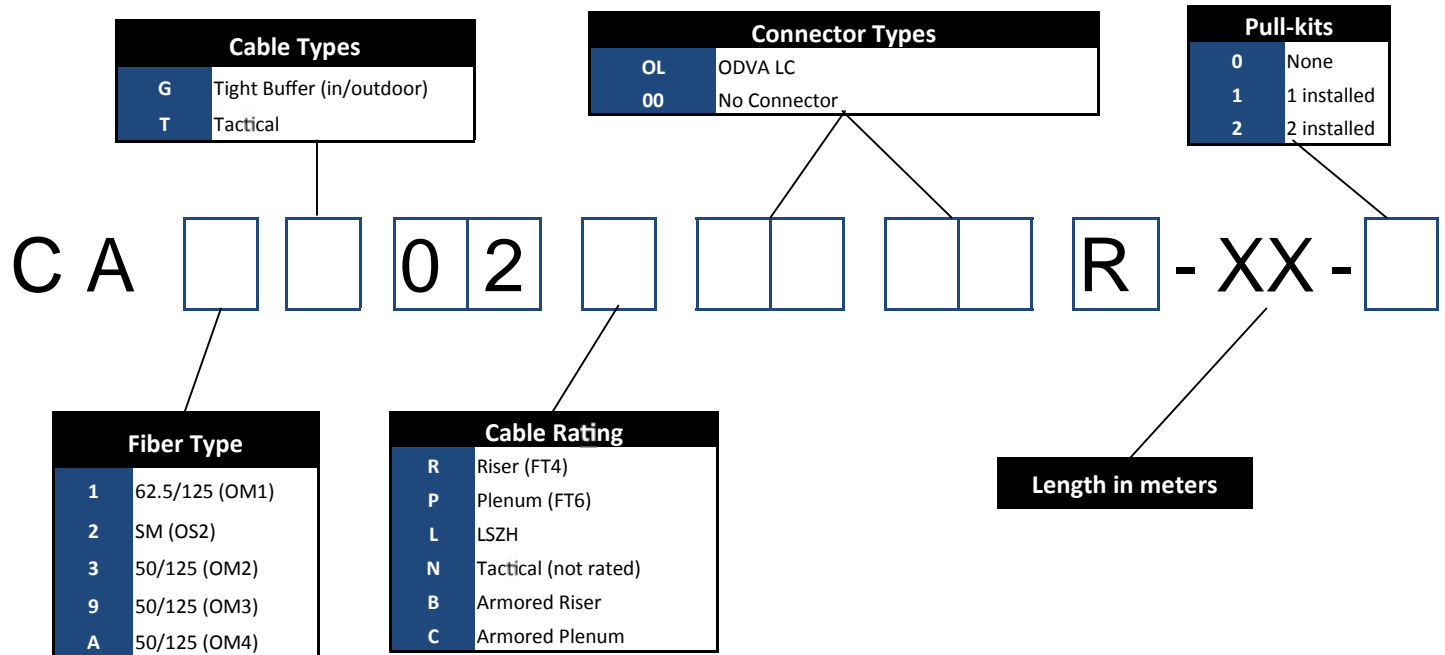 Cable Types
G Tight Buffer (in/outdoor)
T Tactical
Connector Types
OL ODVA LC
00 No Connector
Pull-kits
0 None
1 1 installed
2 2 installed
C A 0 2 R - XX -
Fiber Type
1 62.5/125 (OM1)
2 SM (OS2)
3 50/125 (OM2)
9 50/125 (OM3)
A 50/125 (OM4)
Cable Rating
R Riser (FT4)
P Plenum (FT6)
L LSZH
N Tactical (not rated)
B Armored Riser
C Armored Plenum
Length in meters